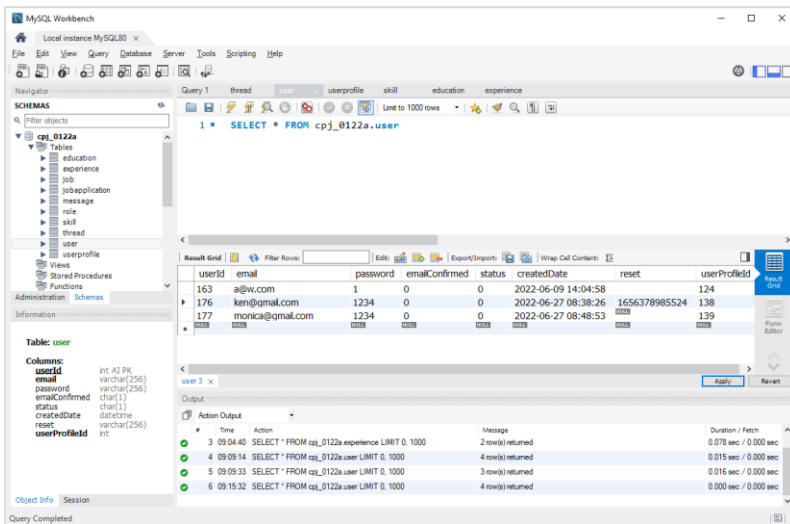 MySQL Workbench
Local instance MySQL80
File Edit View Query Database Server Tools Scripting Help
Navigator
SCHEMAS
Filter objects
cpj_0122a
Tables
education
experience
job
jobapplication
message
role
skill
thread
user
userprofile
Views
Stored Procedures
Functions
Administration Schemas
Information
Table: user
Columns:
userId int AI PK
email varchar(256)
password varchar(256)
emailConfirmed char(1)
status char(1)
createdDate datetime
reset varchar(256)
userProfileId int
Object Info Session
Query Completed
Query 1 thread user userprofile skill education experience
Limit to 1000 rows
1 SELECT * FROM cpj_0122a.user
Result Grid Filter Rows: Edit: Export/Import: Wrap Cell Content:
userId email password emailConfirmed status createdDate reset userProfileId
163 a@w.com 1 0 0 2022-06-09 14:04:58 124
176 ken@gmail.com 1234 0 0 2022-06-27 08:38:26 1656378985524 138
177 monica@gmail.com 1234 0 0 2022-06-27 08:48:53 NULL 139
NULL NULL NULL NULL NULL NULL NULL NULL
Result Grid
Form Editor
user 3 Apply Revert
Output
Action Output
# Time Action Message Duration / Fetch
3 09:04:40 SELECT * FROM cpj_0122a.experience LIMIT 0, 1000 2 row(s) returned 0.078 sec / 0.000 sec
4 09:09:14 SELECT * FROM cpj_0122a.user LIMIT 0, 1000 4 row(s) returned 0.015 sec / 0.000 sec
5 09:09:33 SELECT * FROM cpj_0122a.user LIMIT 0, 1000 3 row(s) returned 0.016 sec / 0.000 sec
6 09:15:32 SELECT * FROM cpj_0122a.user LIMIT 0, 1000 4 row(s) returned 0.000 sec / 0.000 sec